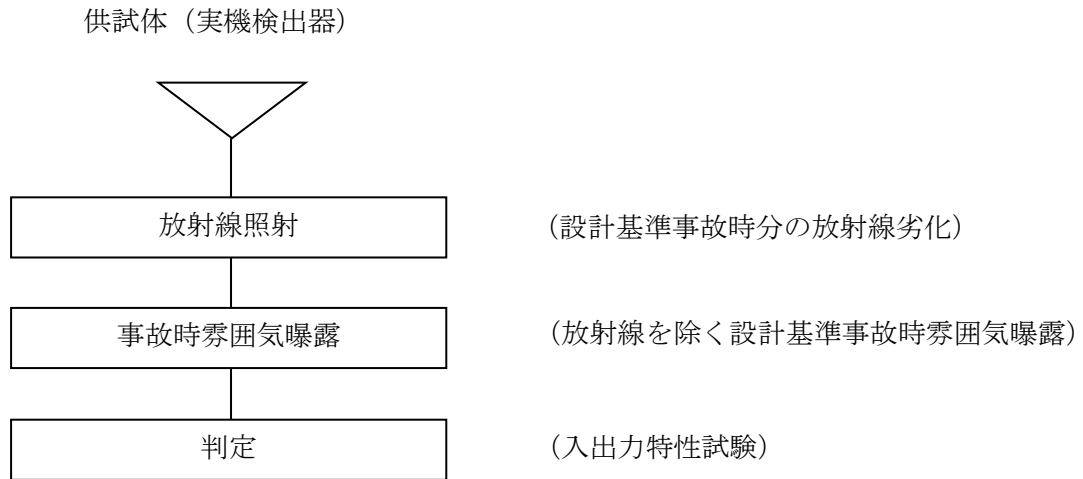 供試体（実機検出器）
放射線照射
（設計基準事故時分の放射線劣化）
事故時雰囲気曝露
（放射線を除く設計基準事故時雰囲気曝露）
判定
（入出力特性試験）